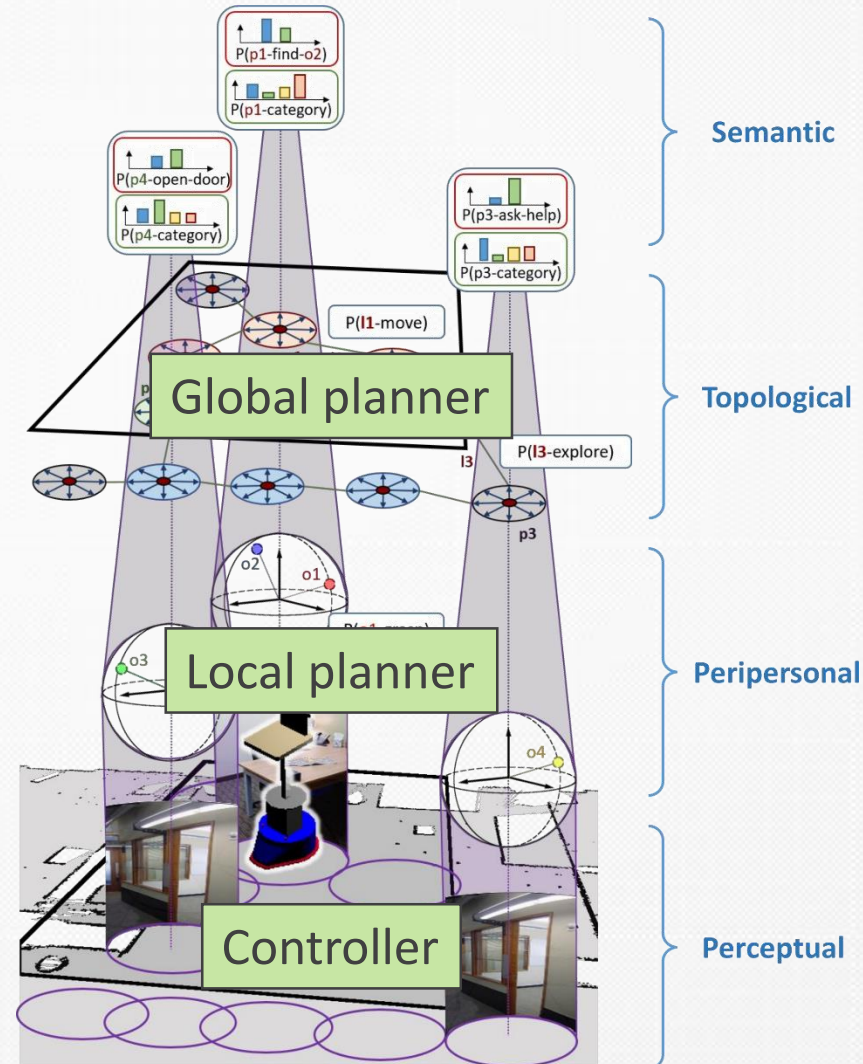 P(p1-find-o2)
P(p1-category)
Semantic
P(p4-open-door)
P(p4-category)
P(p3-ask-help)
P(p3-category)
P(l1-move)
Global planner
Topological
P(l3-explore)
l3
p3
o2
o1
o3
Local planner
Peripersonal
o4
Controller
Perceptual